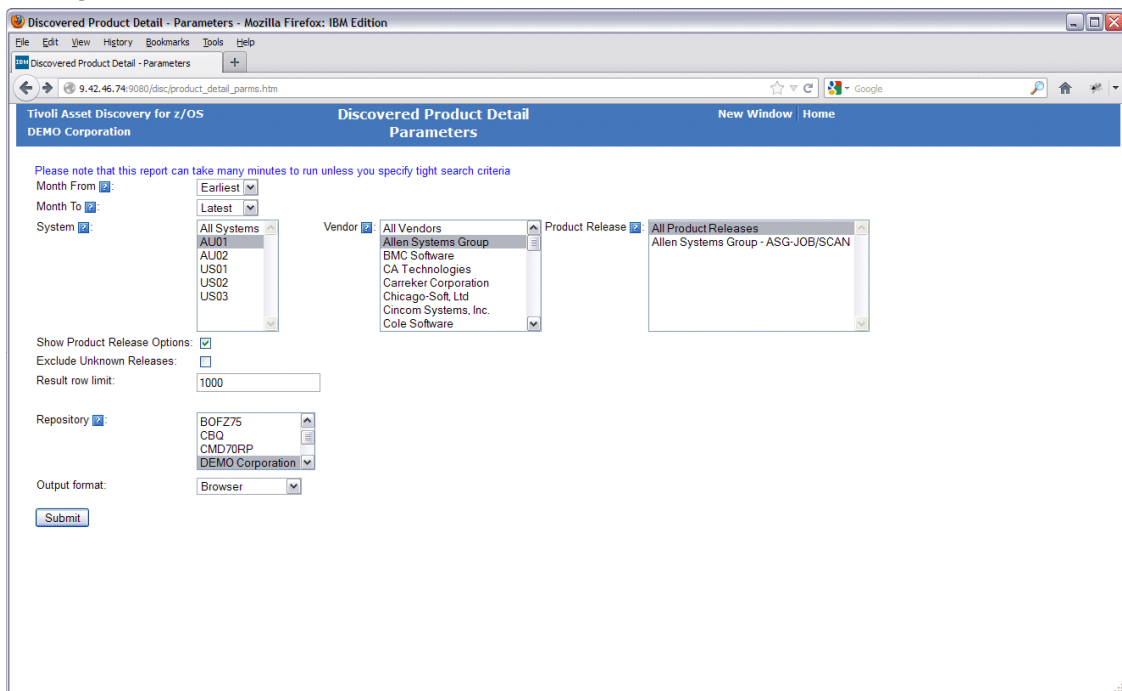 Discovered Product Detail - Parameters - Mozilla Firefox: IBM Edition
File Edit View History Bookmarks Tools Help
IBM Discovered Product Detail - Parameters +
9.42.46.74:9080/disc/product_detail_parms.htm Google
Tivoli Asset Discovery for z/OS Discovered Product Detail New Window Home
DEMO Corporation Parameters
Please note that this report can take many minutes to run unless you specify tight search criteria
Month From ?: Earliest
Month To ?: Latest
System ?: All Systems Vendor ?: All Vendors Product Release ?: All Product Releases
AU01 Allen Systems Group Allen Systems Group - ASG-JOB/SCAN
AU02 BMC Software
US01 CA Technologies
US02 Carreker Corporation
US03 Chicago-Soft, Ltd
Cincom Systems, Inc.
Cole Software
Show Product Release Options:
Exclude Unknown Releases:
Result row limit: 1000
Repository ?: BOFZ75
CBQ
CMD70RP
DEMO Corporation
Output format: Browser
Submit